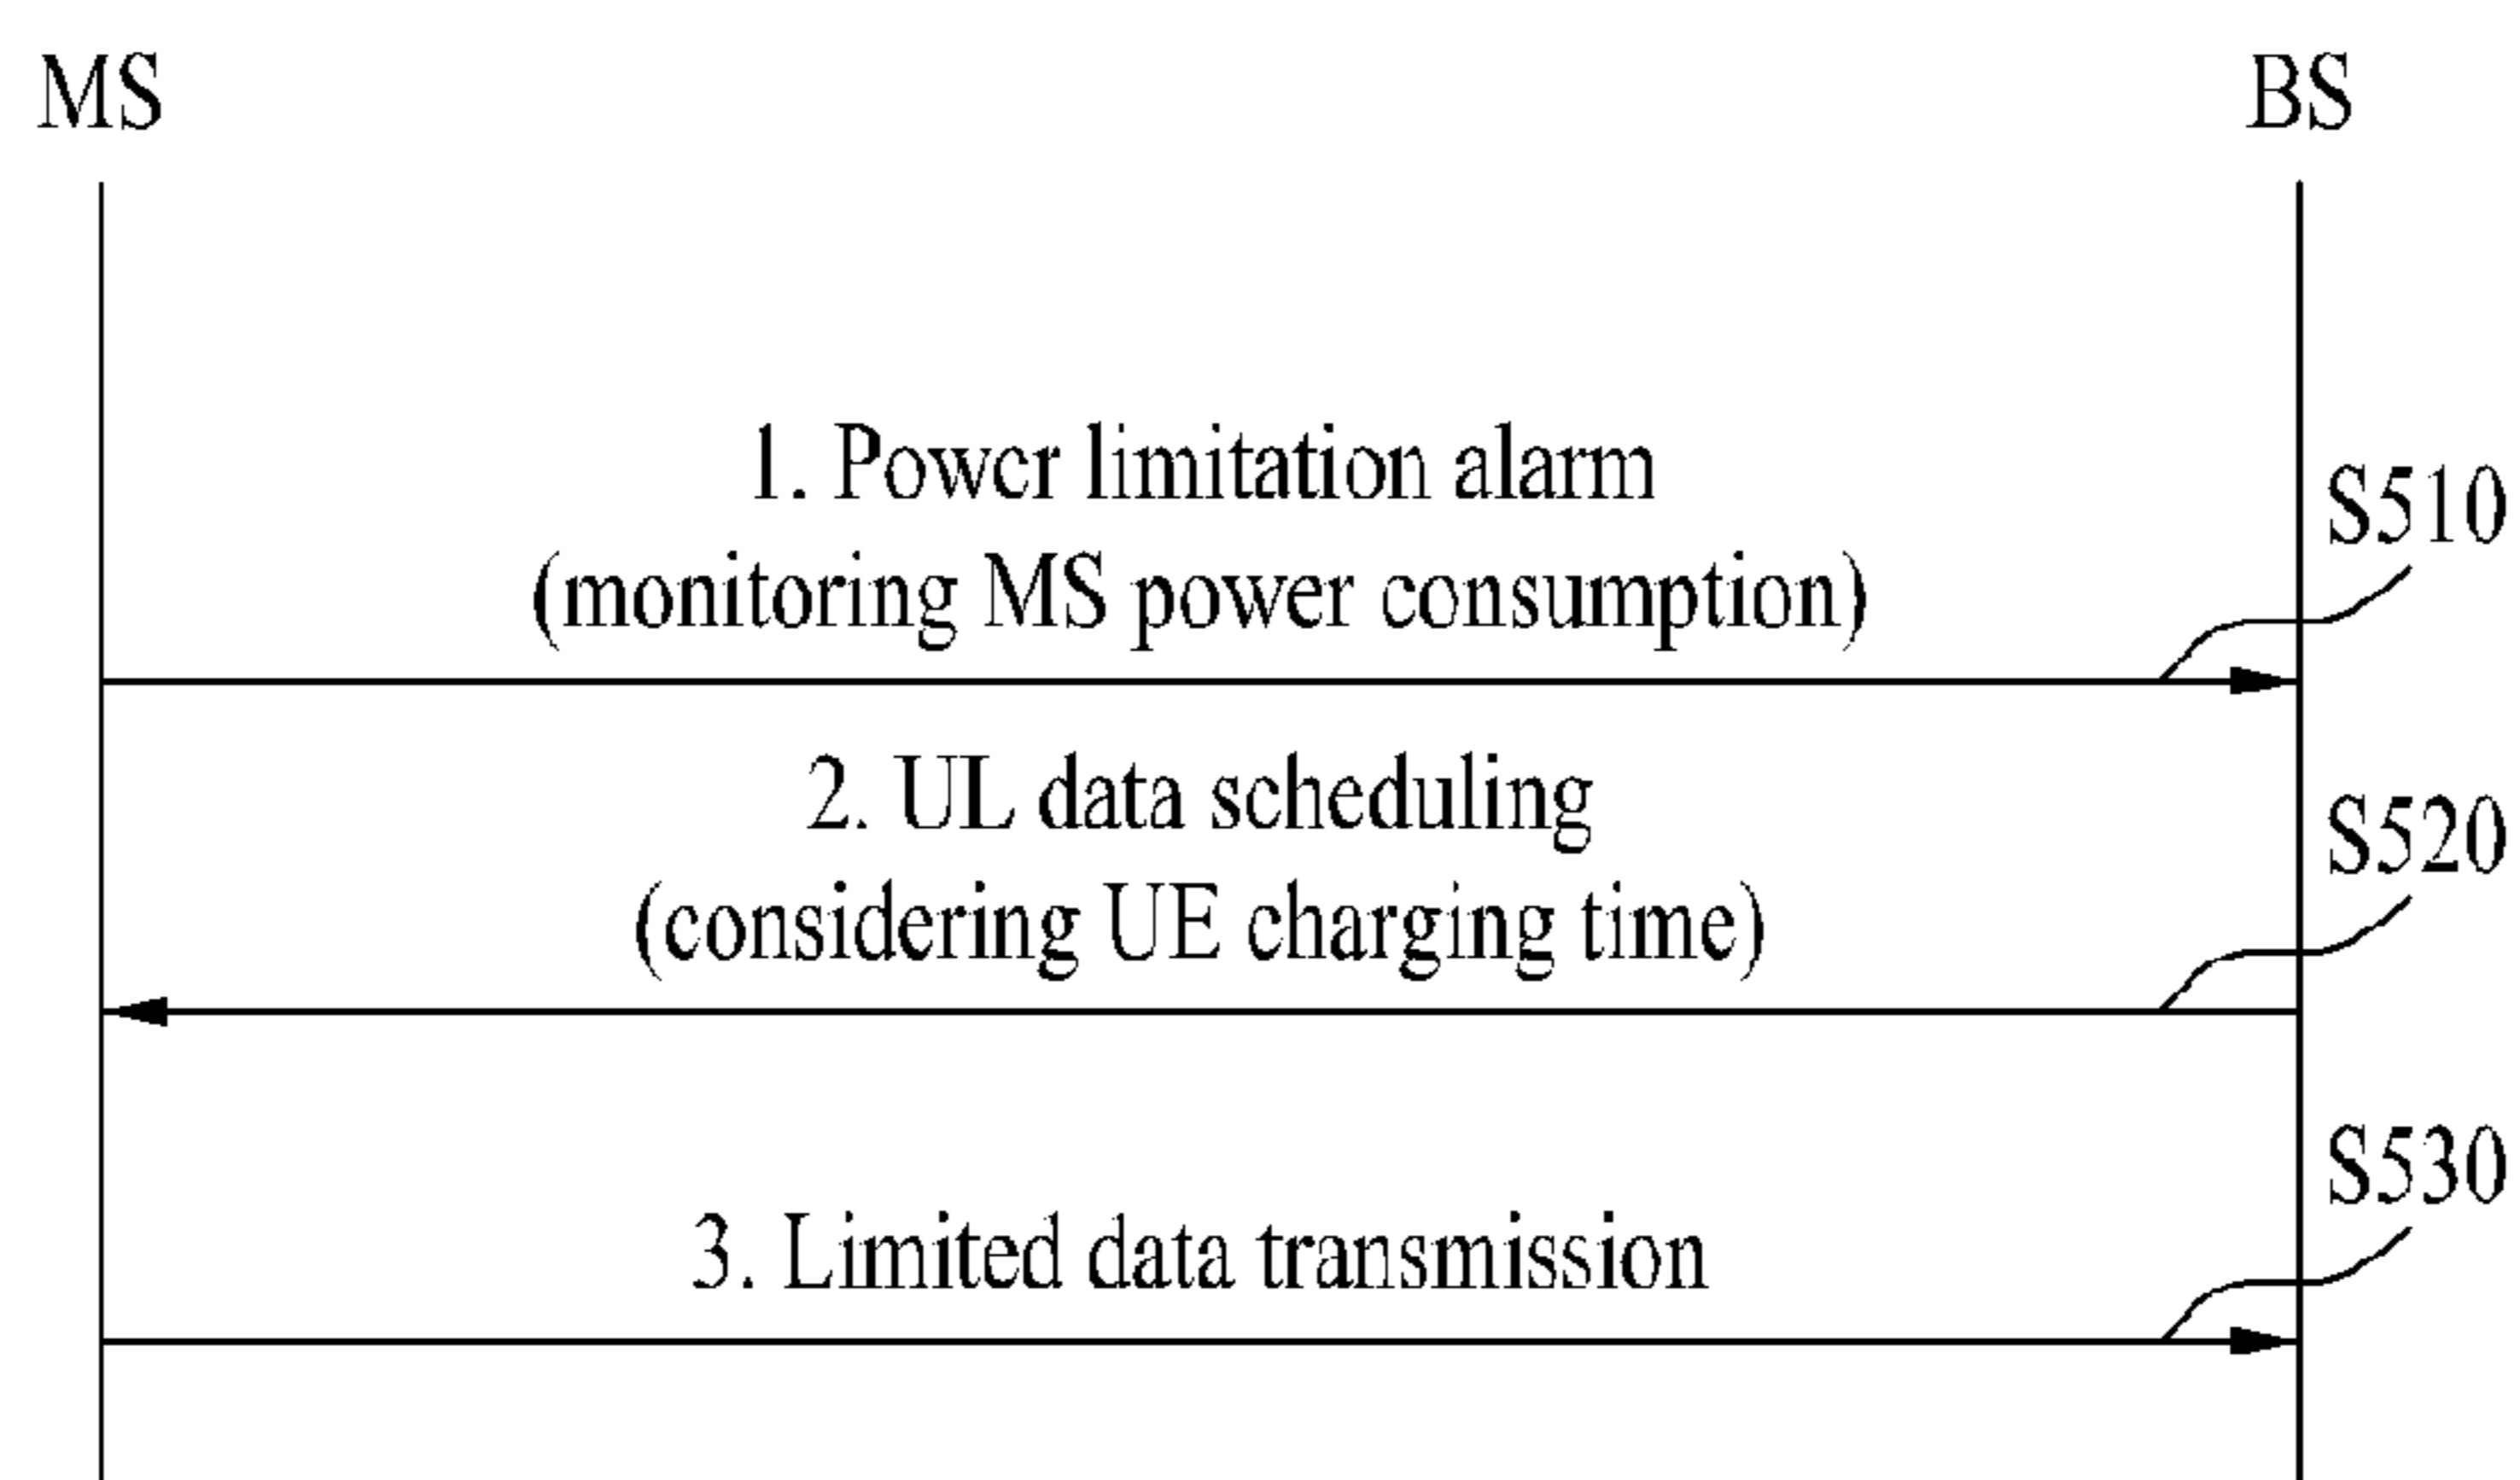 MS
BS
1. Power limitation alarm
(monitoring MS power consumption)
S510
2. UL data scheduling
(considering UE charging time)
S520
3. Limited data transmission
S530